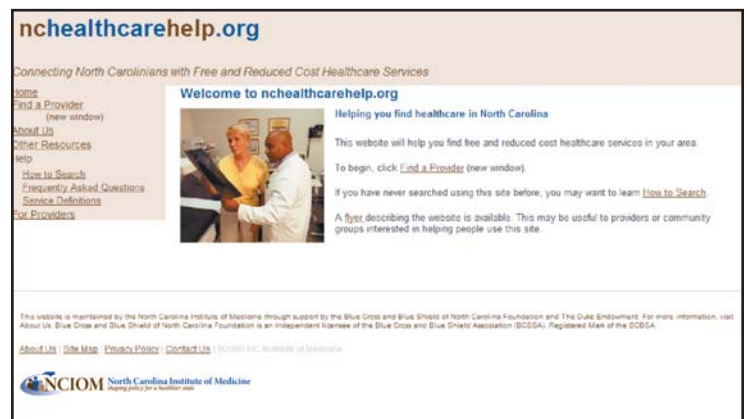 nchealthcarehelp.org
Connecting North Carolinians with Free and Reduced Cost Healthcare Services
Home
Find a Provider
(new window)
About Us
Other Resources
Help
How to Search
Frequently Asked Questions
Service Definitions
For Providers
Welcome to nchealthcarehelp.org
Helping you find healthcare in North Carolina
This website will help you find free and reduced cost healthcare services in your area.
To begin, click Find a Provider (new window).
If you have never searched using this site before, you may want to learn How to Search.
A flyer describing the website is available. This may be useful to providers or community
groups interested in helping people use this site.
This website is maintained by the North Carolina Institute of Medicine through support by the Blue Cross and Blue Shield of North Carolina Foundation and The Duke Endowment. For more information, visit
About Us. Blue Cross and Blue Shield of North Carolina Foundation is an independent licensee of the Blue Cross and Blue Shield Association (BCBSA). Registered Mark of the BCBSA.
About Us | Site Map | Privacy Policy | Contact Us | NC Institute of Medicine
NCIOM North Carolina Institute of Medicine
shaping policy for a healthier state